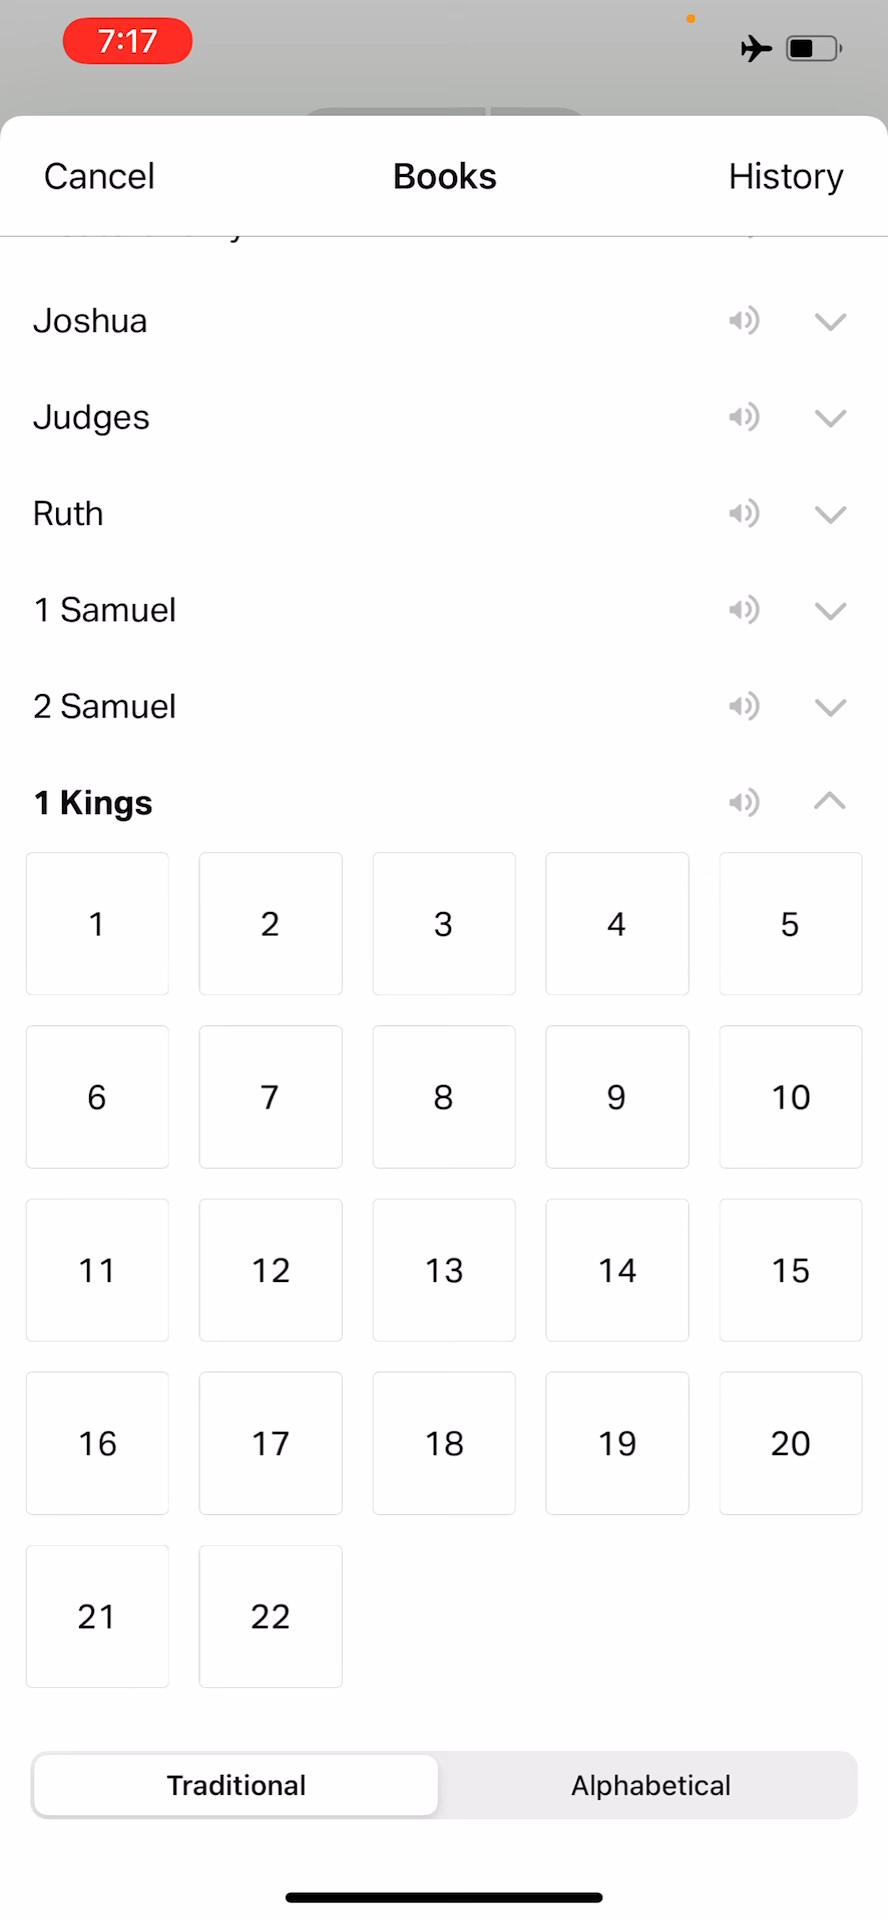 7:17
Cancel Books History
Joshua
Judges
Ruth
1 Samuel
2 Samuel
1 Kings
1 2 3 4 5
6 7 8 9 10
11 12 13 14 15
16 17 18 19 20
21 22
Traditional Alphabetical